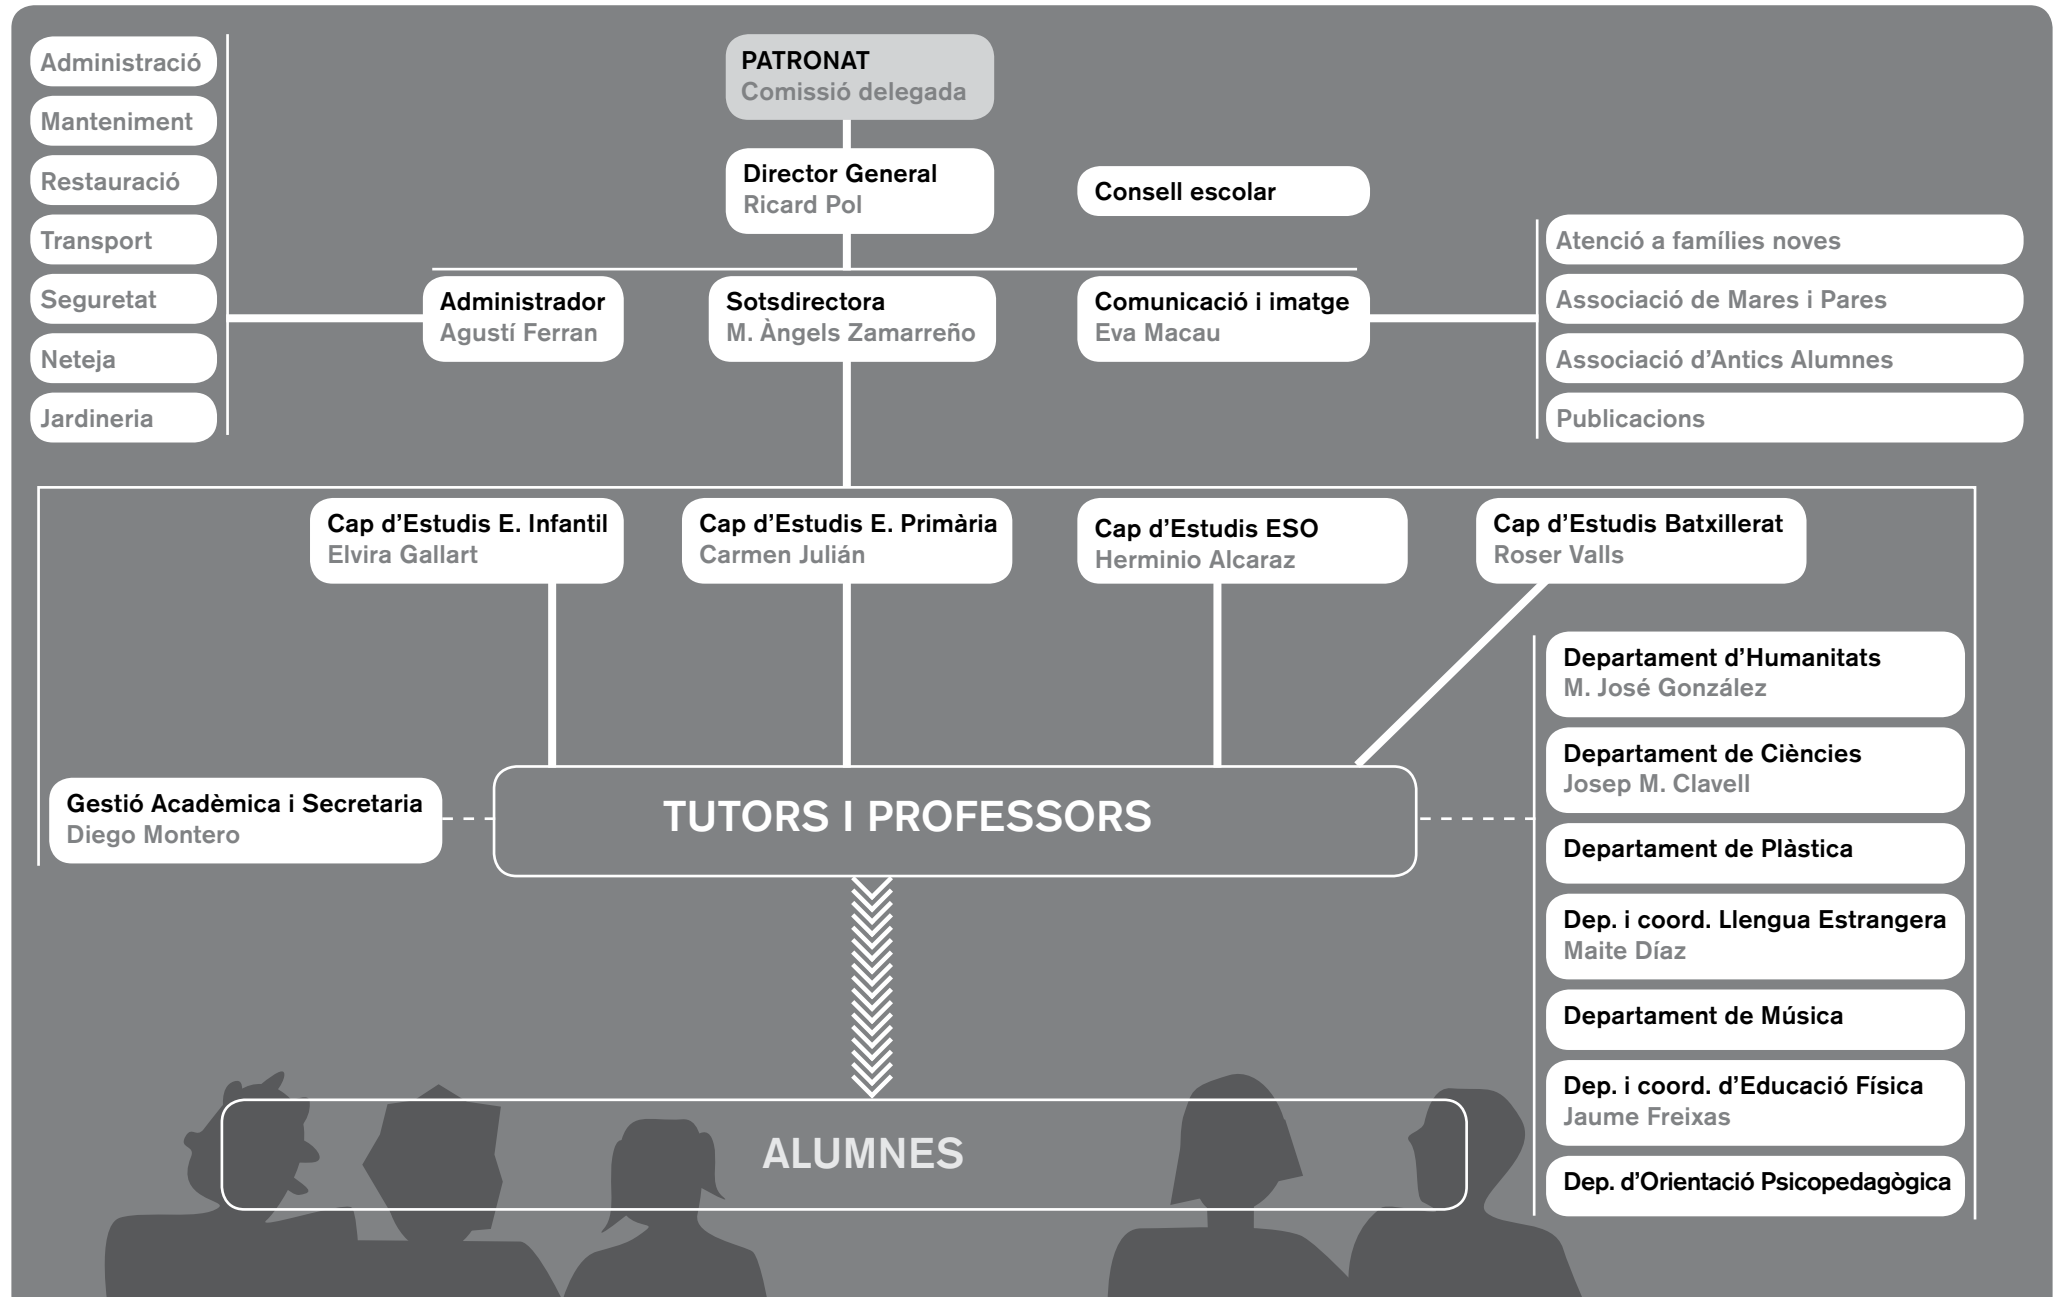 Administració
Manteniment
Restauració
Transport
Seguretat
Neteja
Jardineria
PATRONAT
Comissió delegada
Director General
Ricard Pol
Consell escolar
Administrador
Agustí Ferran
Sotsdirectora
M. Àngels Zamarreño
Comunicació i imatge
Eva Macau
Atenció a famílies noves
Associació de Mares i Pares
Associació d’Antics Alumnes
Publicacions
Cap d’Estudis E. Infantil
Elvira Gallart
Cap d’Estudis E. Primària
Carmen Julián
Cap d’Estudis ESO
Herminio Alcaraz
Cap d’Estudis Batxillerat
Roser Valls
Gestió Acadèmica i Secretaria
Diego Montero
TUTORS I PROFESSORS
Departament d’Humanitats
M. José González
Departament de Ciències
Josep M. Clavell
Departament de Plàstica
Dep. i coord. Llengua Estrangera
Maite Díaz
Departament de Música
Dep. i coord. d’Educació Física
Jaume Freixas
Dep. d’Orientació Psicopedagògica
ALUMNES